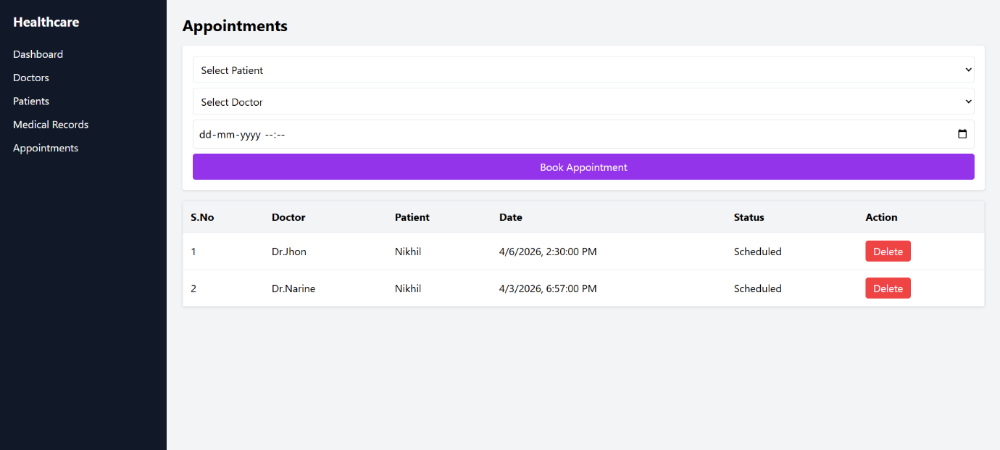 Healthcare
Dashboard
Doctors
Patients
Medical Records
Appointments
Appointments
Select Patient
Select Doctor
dd-mm-yyyy --:--
Book Appointment
S.No Doctor Patient Date Status Action
1 Dr.Jhon Nikhil 4/6/2026, 2:30:00 PM Scheduled Delete
2 Dr.Narine Nikhil 4/3/2026, 6:57:00 PM Scheduled Delete